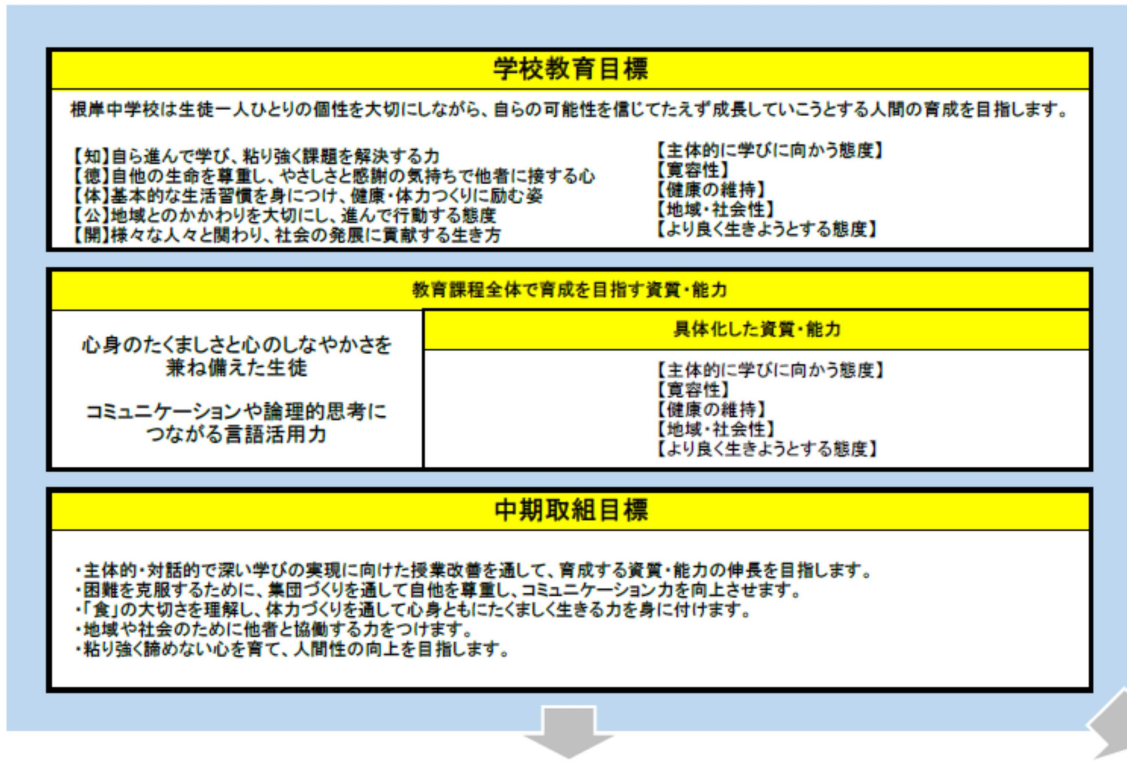 学校教育目標
根岸中学校は生徒一人ひとりの個性を大切にしながら、自らの可能性を信じてたえず成長していこうとする人間の育成を目指します。
【知】自ら進んで学び、粘り強く課題を解決する力
【徳】自他の生命を尊重し、やさしさと感謝の気持ちで他者に接する心
【体】基本的な生活習慣を身につけ、健康・体力つくりに励む姿
【公】地域とのかかわりを大切にし、進んで行動する態度
【開】様々な人々と関わり、社会の発展に貢献する生き方
【主体的に学びに向かう態度】
【寛容性】
【健康の維持】
【地域・社会性】
【より良く生きようとする態度】
教育課程全体で育成を目指す資質・能力
心身のたくましさと心のしなやかさを
兼ね備えた生徒
コミュニケーションや論理的思考に
つながる言語活用力
具体化した資質・能力
【主体的に学びに向かう態度】
【寛容性】
【健康の維持】
【地域・社会性】
【より良く生きようとする態度】
中期取組目標
・主体的・対話的で深い学びの実現に向けた授業改善を通して、育成する資質・能力の伸長を目指します。
・困難を克服するために、集団づくりを通して自他を尊重し、コミュニケーション力を向上させます。
・「食」の大切さを理解し、体力づくりを通して心身ともにたくましく生きる力を身に付けます。
・地域や社会のために他者と協働する力をつけます。
・粘り強く諦めない心を育て、人間性の向上を目指します。